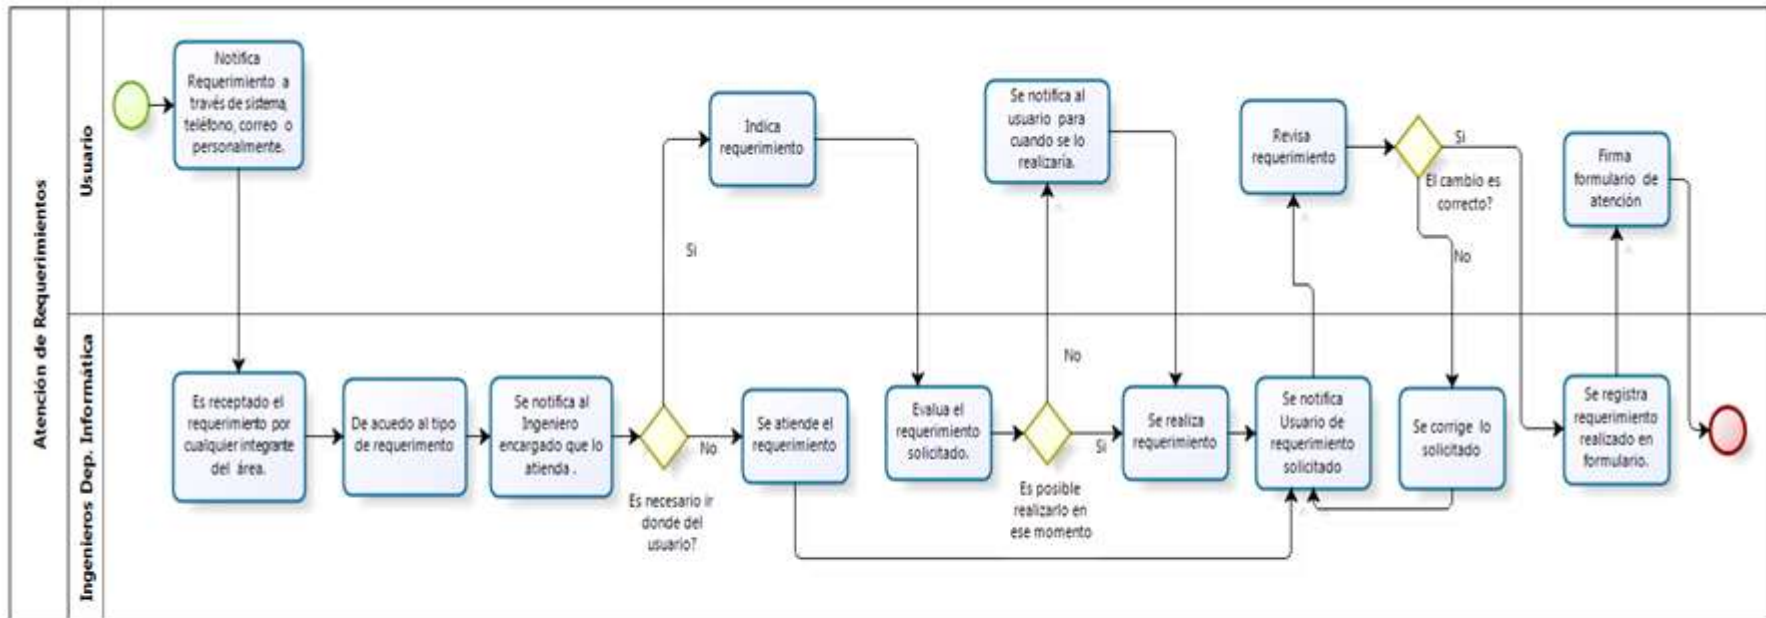 Atención de Requerimientos
Usuario
Ingenieros Dep. Informática
Notifica
Requerimiento a
través de sistema,
teléfono, correo o
personalmente.
Es receptado el
requerimiento por
cualquier integrante
del área.
De acuedo al tipo
de requerimento
Se notifica al
Ingeniero
encargado que lo
atienda .
Es necesario ir
donde del
usuario?
Si
No
Indica
requerimiento
Se atiende el
requerimiento
Evalua el
requerimiento
solicitado.
Es posible
realizarlo en
ese momento
No
Si
Se notifica al
usuario para
cuando se lo
realizaría.
Se realiza
requerimiento
Se notifica
Usuario de
requerimiento
solicitado
Revisa
requerimiento
El cambio es
correcto?
Si
No
Se corrige lo
solicitado
Se registra
requerimiento
realizado en
formulario.
Firma
formulario de
atención